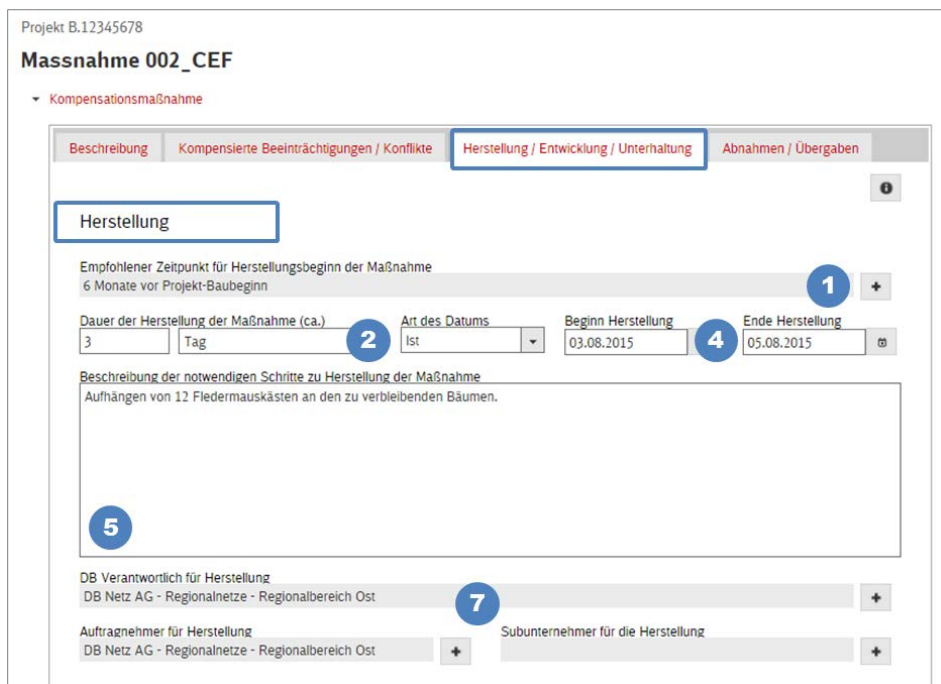 Projekt B.12345678
Massnahme 002_CEF
Kompensationsmaßnahme
Beschreibung Kompensierte Beeinträchtigungen / Konflikte Herstellung / Entwicklung / Unterhaltung Abnahmen / Übergaben
Herstellung
Empfohlener Zeitpunkt für Herstellungsbeginn der Maßnahme
6 Monate vor Projekt-Baubeginn 1
Dauer der Herstellung der Maßnahme (ca.) Art des Datums Beginn Herstellung Ende Herstellung
3 Tag 2 Ist 03.08.2015 4 05.08.2015
Beschreibung der notwendigen Schritte zu Herstellung der Maßnahme
Aufhängen von 12 Fledermauskästen an den zu verbleibenden Bäumen.
5
DB Verantwortlich für Herstellung
DB Netz AG - Regionalnetze - Regionalbereich Ost 7
Auftragnehmer für Herstellung Subunternehmer für die Herstellung
DB Netz AG - Regionalnetze - Regionalbereich Ost